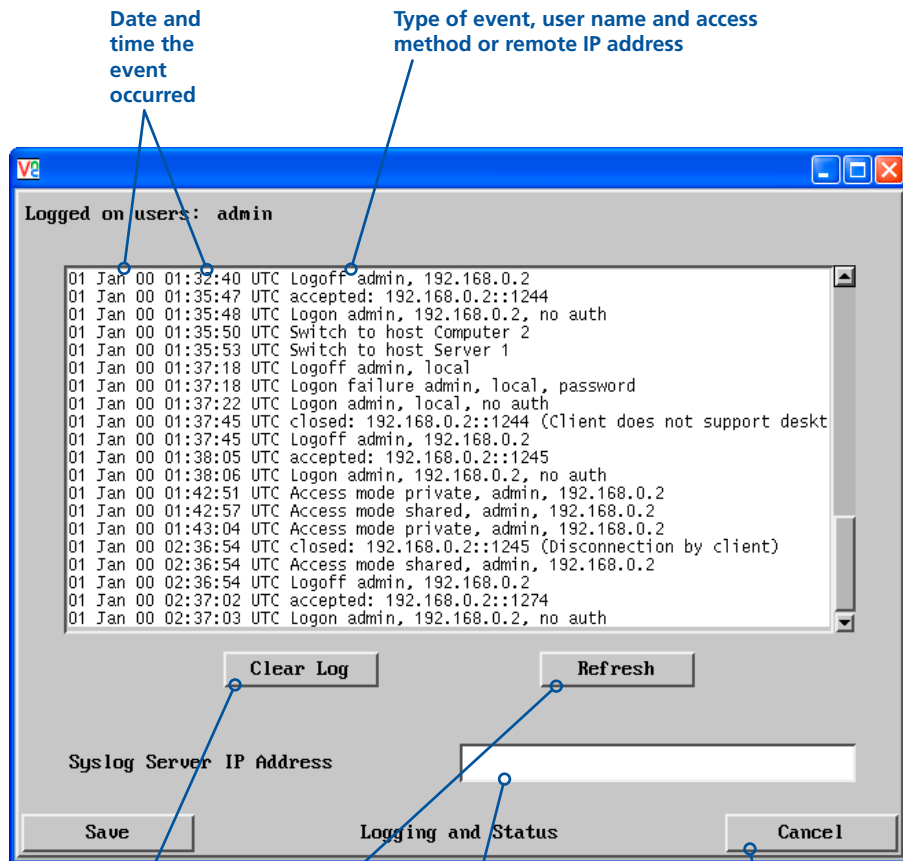 Date and
time the
event
occurred
Type of event, user name and access
method or remote IP address
Logged on users: admin
01 Jan 00 01:32:40 UTC Logoff admin, 192.168.0.2
01 Jan 00 01:35:47 UTC accepted: 192.168.0.2::1244
01 Jan 00 01:35:48 UTC Logon admin, 192.168.0.2, no auth
01 Jan 00 01:35:50 UTC Switch to host Computer 2
01 Jan 00 01:35:53 UTC Switch to host Server 1
01 Jan 00 01:37:18 UTC Logoff admin, local
01 Jan 00 01:37:18 UTC Logon failure admin, local, password
01 Jan 00 01:37:22 UTC Logon admin, local, no auth
01 Jan 00 01:37:45 UTC closed: 192.168.0.2::1244 (Client does not support deskt
01 Jan 00 01:37:45 UTC Logoff admin, 192.168.0.2
01 Jan 00 01:38:05 UTC accepted: 192.168.0.2::1245
01 Jan 00 01:38:06 UTC Logon admin, 192.168.0.2, no auth
01 Jan 00 01:42:51 UTC Access mode private, admin, 192.168.0.2
01 Jan 00 01:42:57 UTC Access mode shared, admin, 192.168.0.2
01 Jan 00 01:43:04 UTC Access mode private, admin, 192.168.0.2
01 Jan 00 02:36:54 UTC closed: 192.168.0.2::1245 (Disconnection by client)
01 Jan 00 02:36:54 UTC Access mode shared, admin, 192.168.0.2
01 Jan 00 02:36:54 UTC Logoff admin, 192.168.0.2
01 Jan 00 02:37:02 UTC accepted: 192.168.0.2::1274
01 Jan 00 02:37:03 UTC Logon admin, 192.168.0.2, no auth
Clear Log
Refresh
Syslog Server IP Address
Save
Logging and Status
Cancel